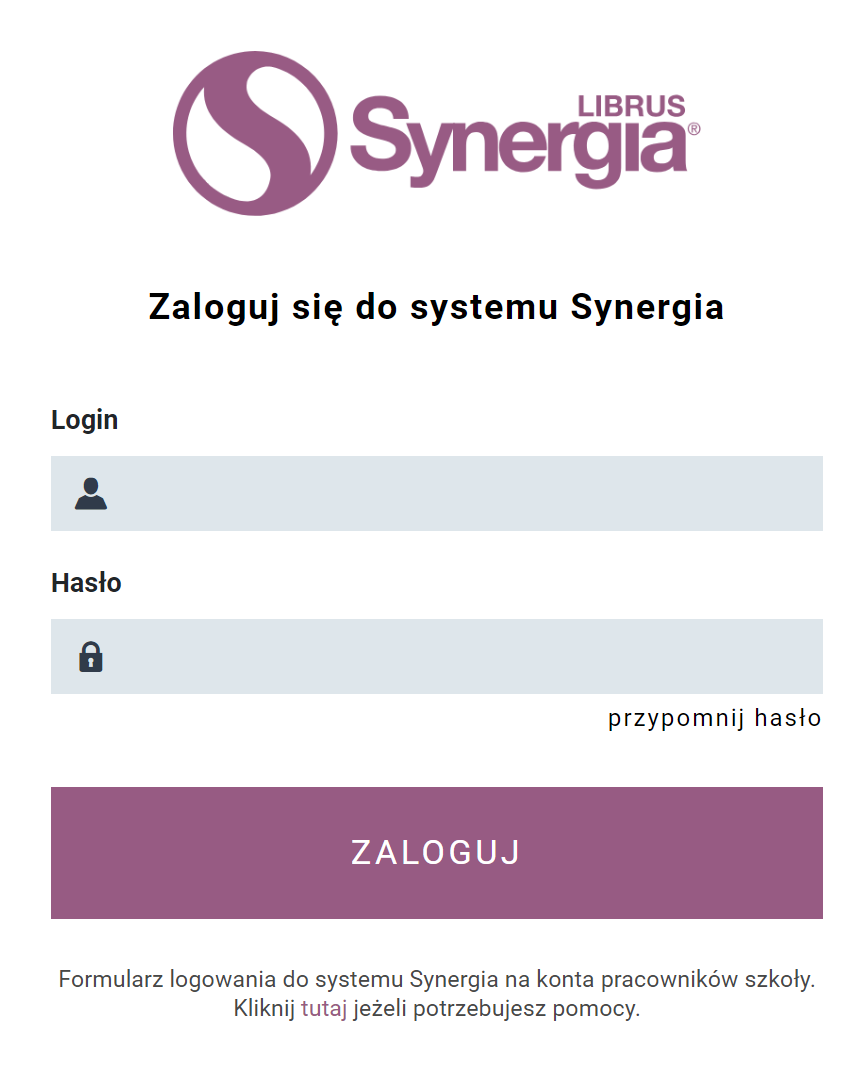 LIBRUS
Synergia®
Zaloguj się do systemu Synergia
Login
Hasło
przypomnij hasło
ZALOGUJ
Formularz logowania do systemu Synergia na konta pracowników szkoły.
Kliknij tutaj jeżeli potrzebujesz pomocy.